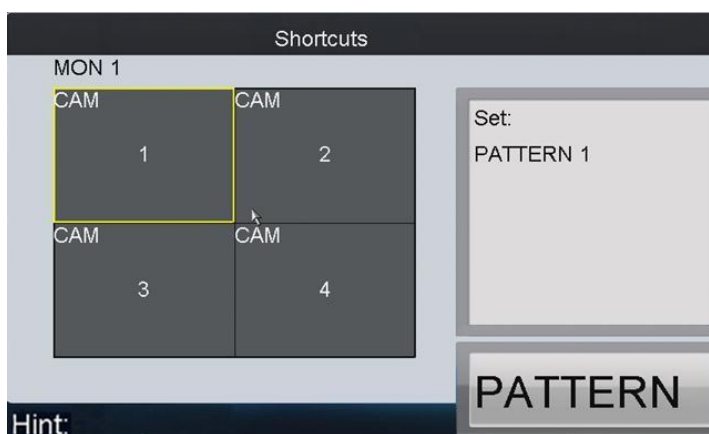 Shortcuts
MON 1
CAM
1
CAM
2
CAM
3
CAM
4
Set:
PATTERN 1
PATTERN
Hint: